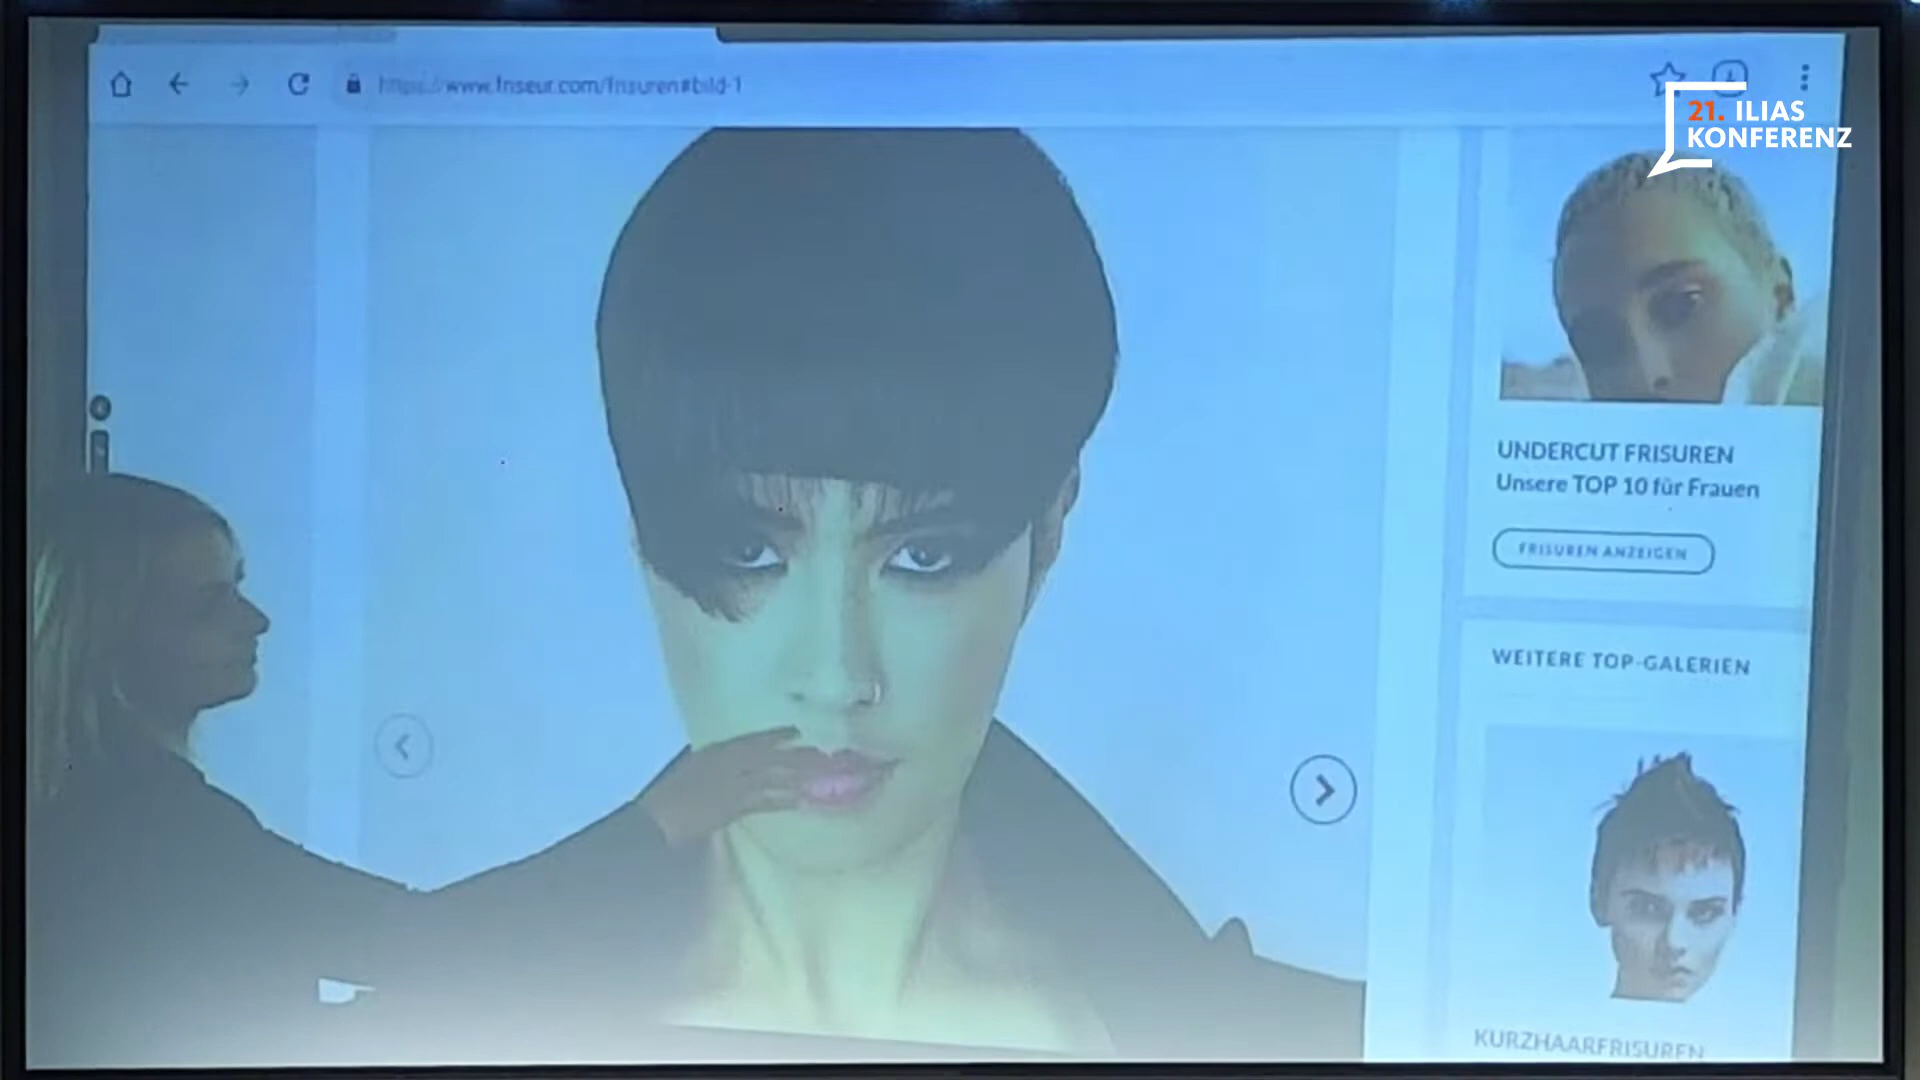 https://www.friseur.com/frisuren#bild-1
21. ILIAS
KONFERENZ
UNDERCUT FRISUREN
Unsere TOP 10 für Frauen
FRISUREN ANZEIGEN
WEITERE TOP-GALERIEN
KURZHAARFRISUREN